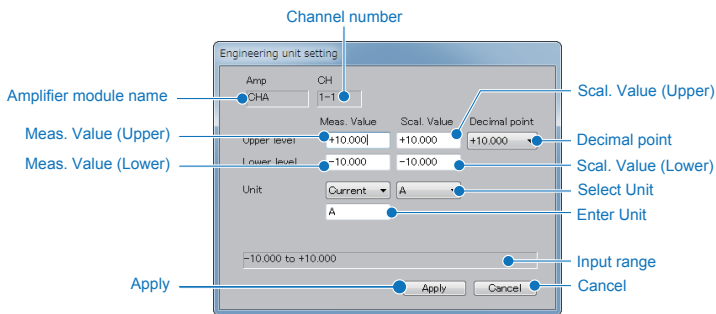 Channel number
Engineering unit setting
Amp CH
Amplifier module name CHA 1-1 Scal. Value (Upper)
Meas. Value Scal. Value Decimal point
Meas. Value (Upper) Upper level +10.000 +10.000 +10.000 Decimal point
Meas. Value (Lower) Lower level -10.000 -10.000 Scal. Value (Lower)
Unit Current A Select Unit
A Enter Unit
-10.000 to +10.000 Input range
Apply Apply Cancel Cancel